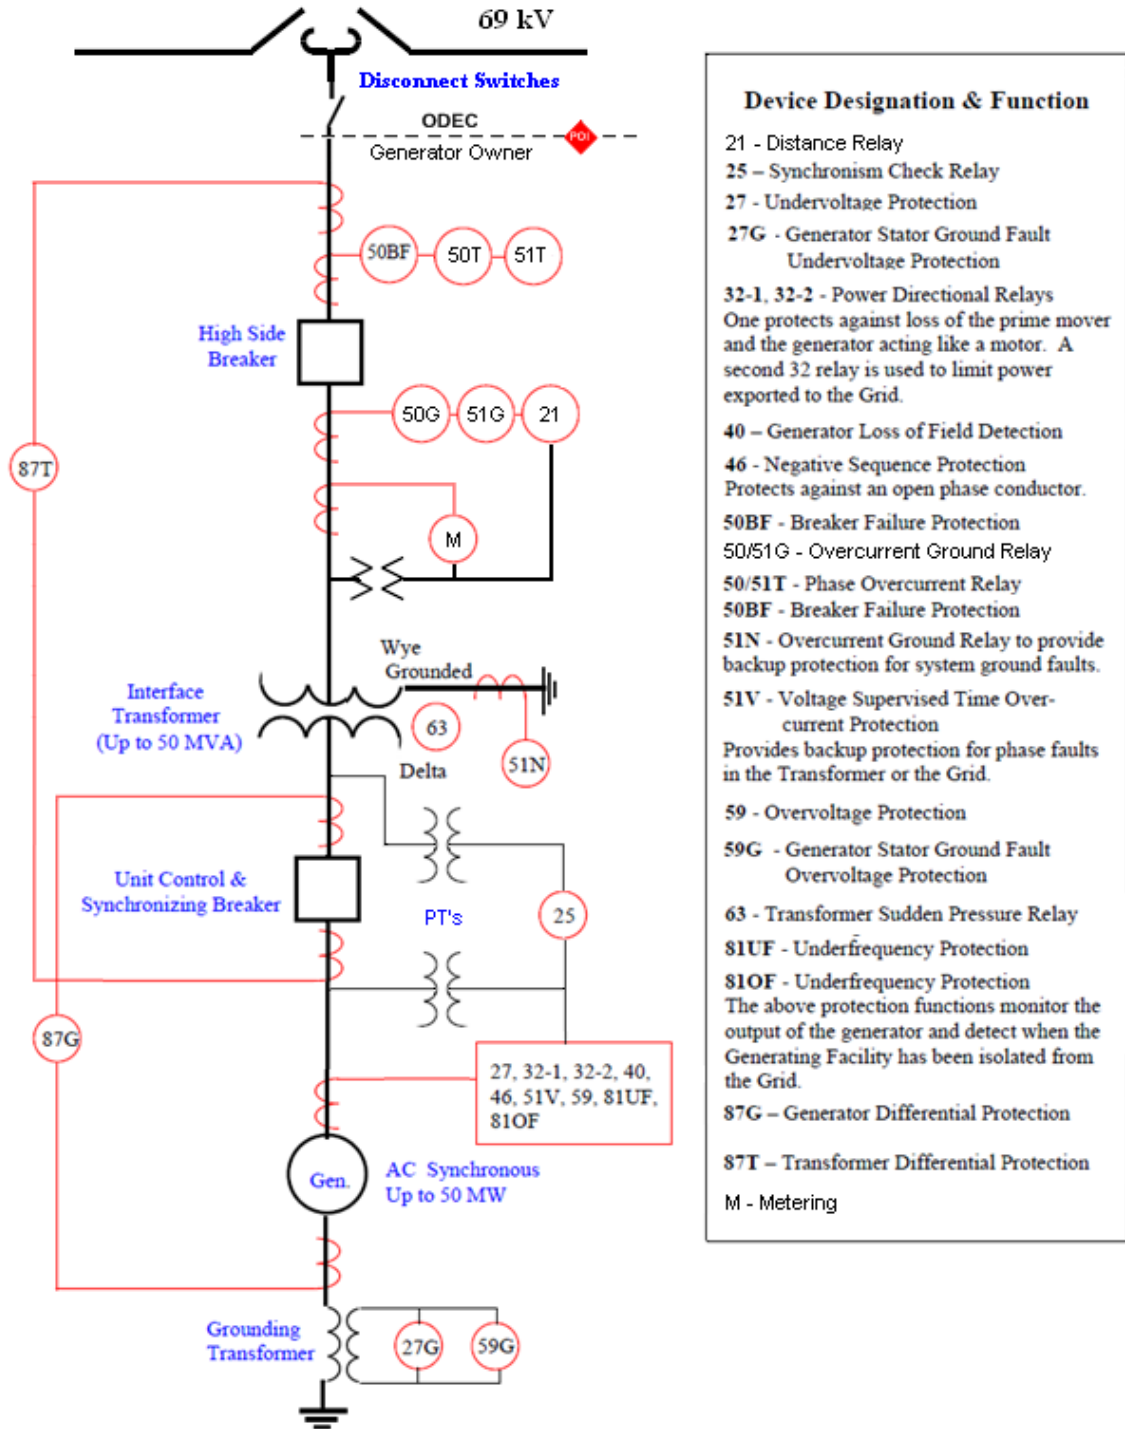 69 kV
Disconnect Switches
ODEC
POI
Generator Owner
50BF
50T
51T
High Side
Breaker
50G
51G
21
87T
M
Wye
Grounded
Interface
Transformer
(Up to 50 MVA)
63
51N
Delta
Unit Control &
Synchronizing Breaker
PT's
25
87G
27, 32-1, 32-2, 40,
46, 51V, 59, 81UF,
81OF
Gen.
AC Synchronous
Up to 50 MW
Grounding
Transformer
27G
59G
Device Designation & Function
21 - Distance Relay
25 – Synchronism Check Relay
27 - Undervoltage Protection
27G - Generator Stator Ground Fault
Undervoltage Protection
32-1, 32-2 - Power Directional Relays
One protects against loss of the prime mover
and the generator acting like a motor. A
second 32 relay is used to limit power
exported to the Grid.
40 – Generator Loss of Field Detection
46 - Negative Sequence Protection
Protects against an open phase conductor.
50BF - Breaker Failure Protection
50/51G - Overcurrent Ground Relay
50/51T - Phase Overcurrent Relay
50BF - Breaker Failure Protection
51N - Overcurrent Ground Relay to provide
backup protection for system ground faults.
51V - Voltage Supervised Time Over-
current Protection
Provides backup protection for phase faults
in the Transformer or the Grid.
59 - Overvoltage Protection
59G - Generator Stator Ground Fault
Overvoltage Protection
63 - Transformer Sudden Pressure Relay
81UF - Underfrequency Protection
81OF - Underfrequency Protection
The above protection functions monitor the
output of the generator and detect when the
Generating Facility has been isolated from
the Grid.
87G – Generator Differential Protection
87T – Transformer Differential Protection
M - Metering